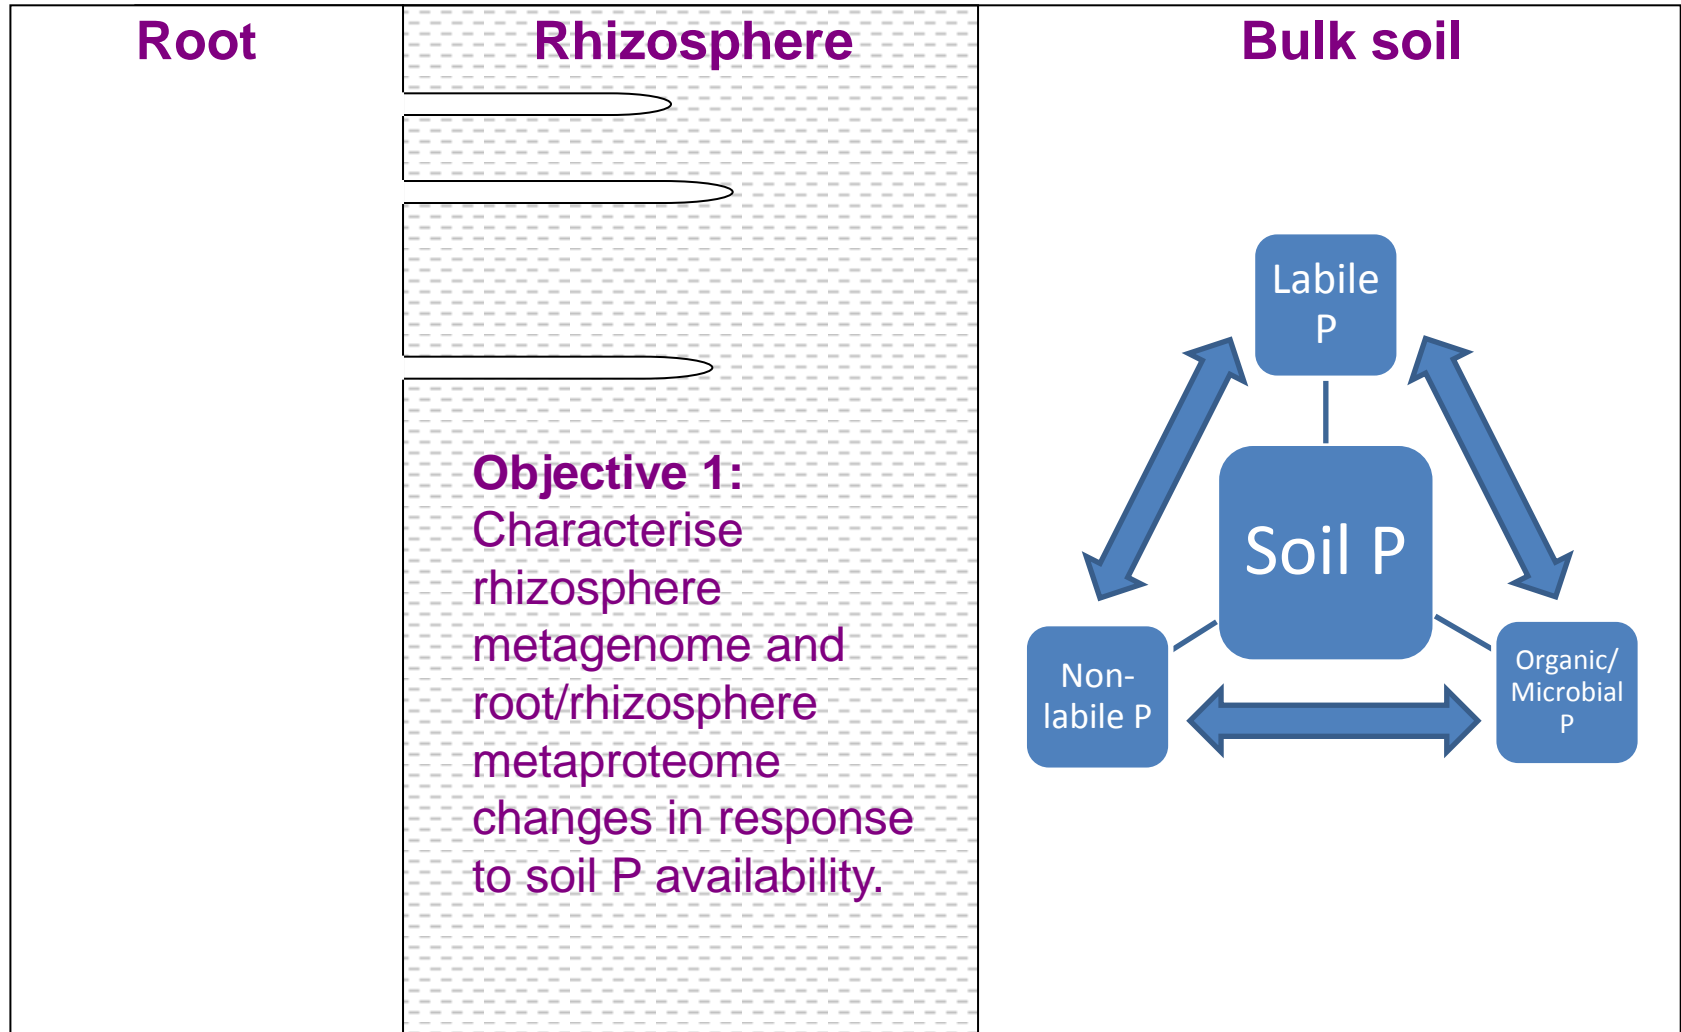 Root
Rhizosphere
Bulk soil
Objective 1:
Characterise
rhizosphere
metagenome and
root/rhizosphere
metaproteome
changes in response
to soil P availability.
Labile
P
Soil P
Non-
labile P
Organic/
Microbial
P